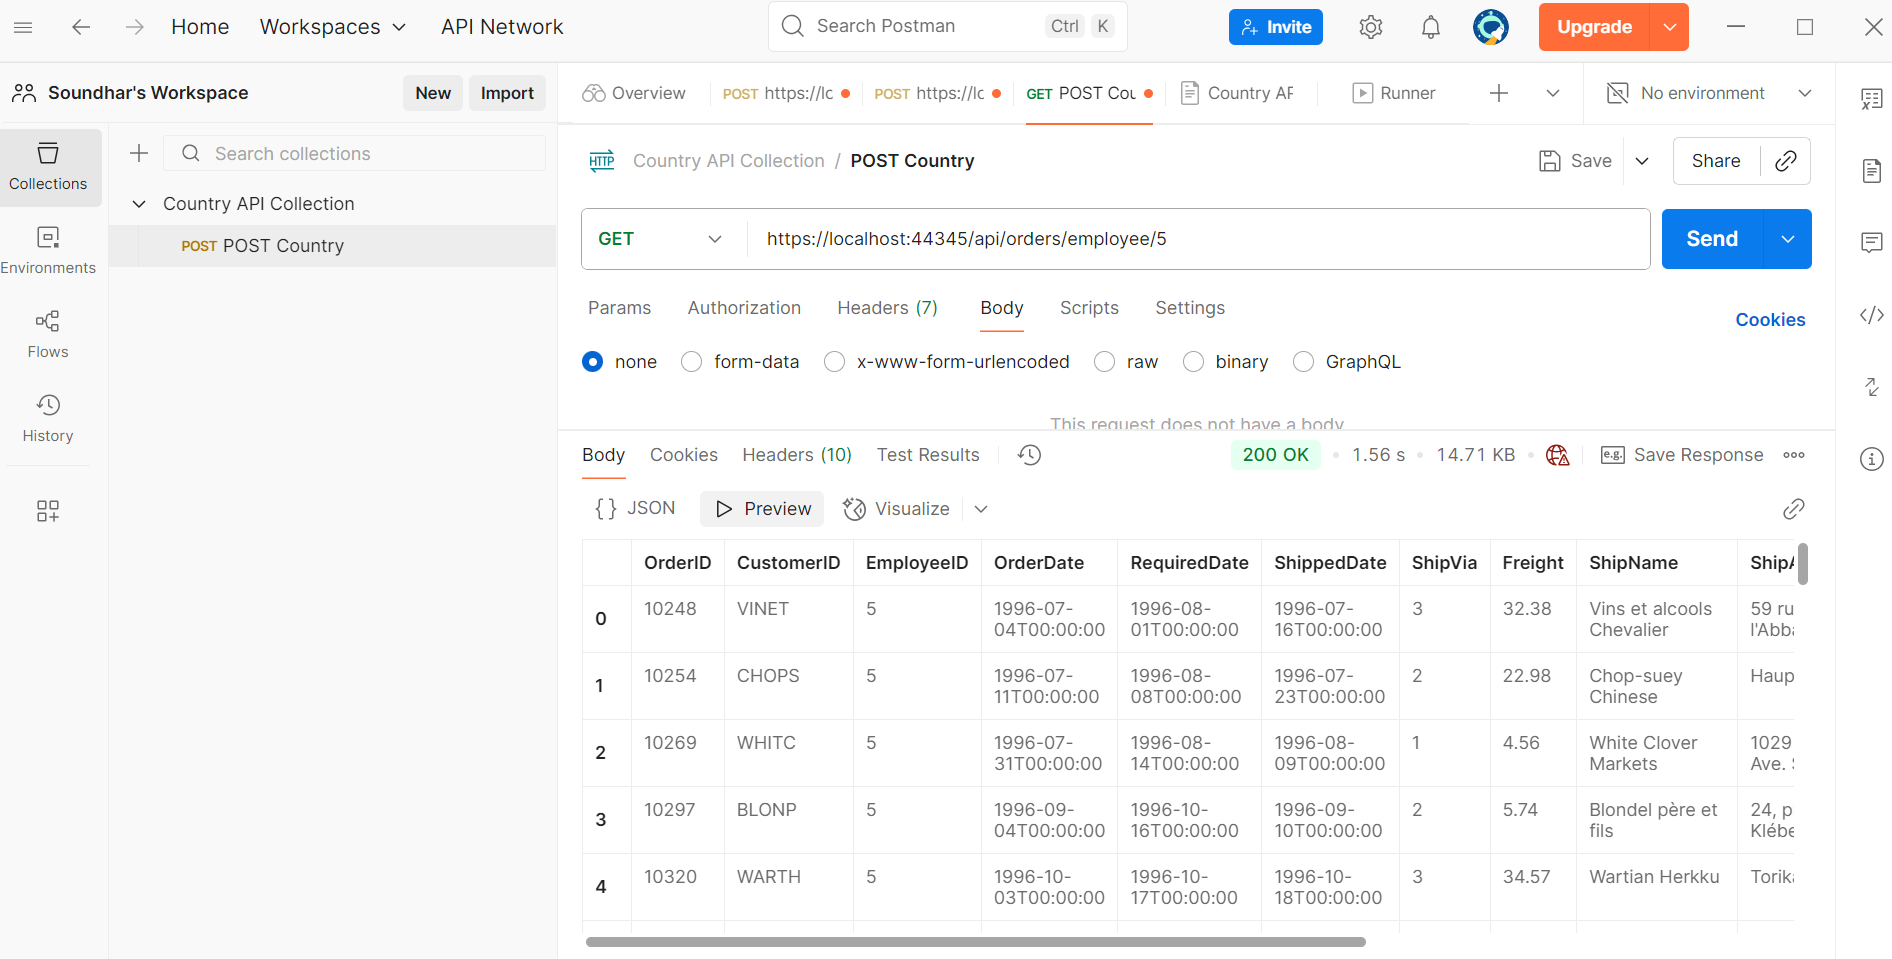 Home Workspaces API Network Search Postman Ctrl K Invite Upgrade
Soundhar's Workspace New Import
Overview POST https://lc POST https://lc GET POST Cou Country AP Runner No environment
Collections
Environments
Flows
History
Search collections
Country API Collection
POST POST Country
HTTP Country API Collection / POST Country Save Share
GET https://localhost:44345/api/orders/employee/5 Send
Params Authorization Headers (7) Body Scripts Settings Cookies
none form-data x-www-form-urlencoded raw binary GraphQL
This request does not have a body
Body Cookies Headers (10) Test Results 200 OK 1.56 s 14.71 KB e.g. Save Response
{} JSON Preview Visualize
OrderID CustomerID EmployeeID OrderDate RequiredDate ShippedDate ShipVia Freight ShipName ShipA
0 10248 VINET 5 1996-07-04T00:00:00 1996-08-01T00:00:00 1996-07-16T00:00:00 3 32.38 Vins et alcools Chevalier 59 ru l'Abba
1 10254 CHOPS 5 1996-07-11T00:00:00 1996-08-08T00:00:00 1996-07-23T00:00:00 2 22.98 Chop-suey Chinese Haup
2 10269 WHITC 5 1996-07-31T00:00:00 1996-08-14T00:00:00 1996-08-09T00:00:00 1 4.56 White Clover Markets 1029 Ave.
3 10297 BLONP 5 1996-09-04T00:00:00 1996-10-16T00:00:00 1996-09-10T00:00:00 2 5.74 Blondel père et fils 24, p Klébe
4 10320 WARTH 5 1996-10-03T00:00:00 1996-10-17T00:00:00 1996-10-18T00:00:00 3 34.57 Wartian Herkku Torika